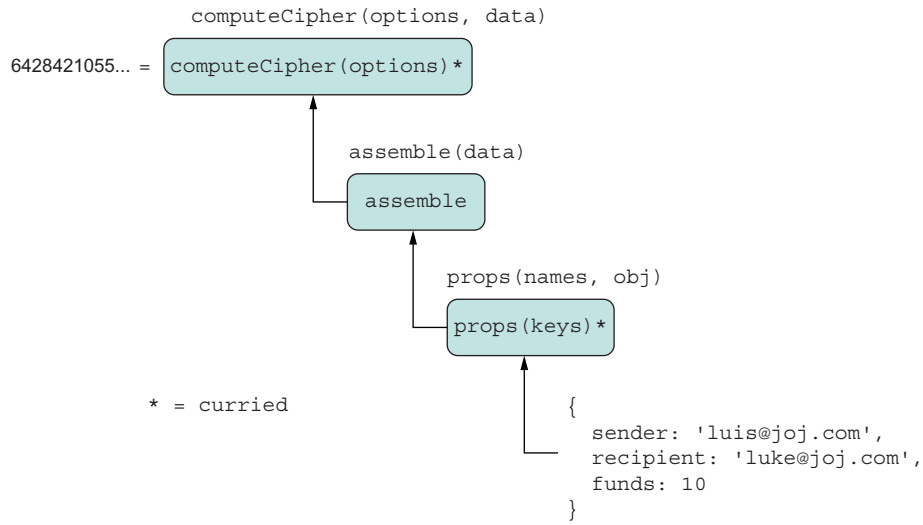 computeCipher(options, data)
6428421055... = computeCipher(options)*
assemble(data)
assemble
props(names, obj)
props(keys)*
* = curried
{
sender: 'luis@joj.com',
recipient: 'luke@joj.com',
funds: 10
}